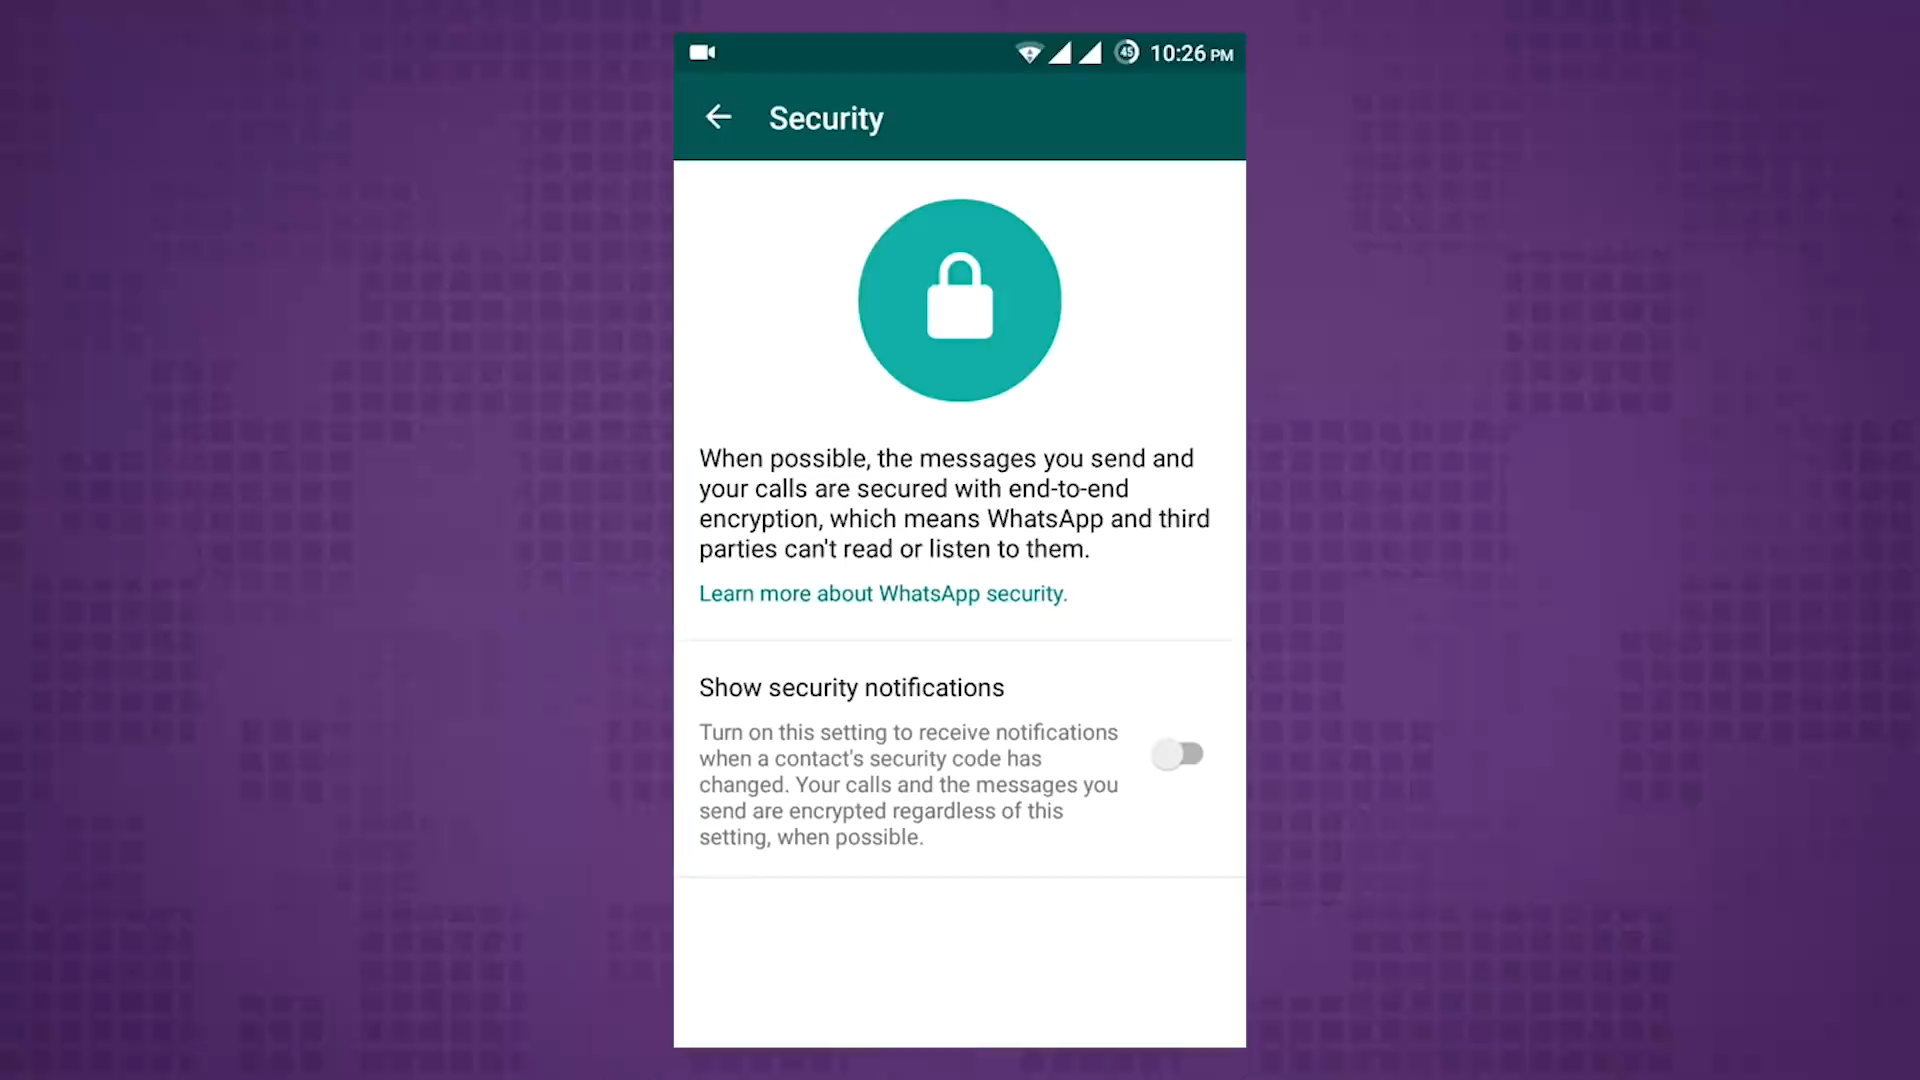 45 10:26 PM
Security
When possible, the messages you send and
your calls are secured with end-to-end
encryption, which means WhatsApp and third
parties can't read or listen to them.
Learn more about WhatsApp security.
Show security notifications
Turn on this setting to receive notifications
when a contact's security code has
changed. Your calls and the messages you
send are encrypted regardless of this
setting, when possible.